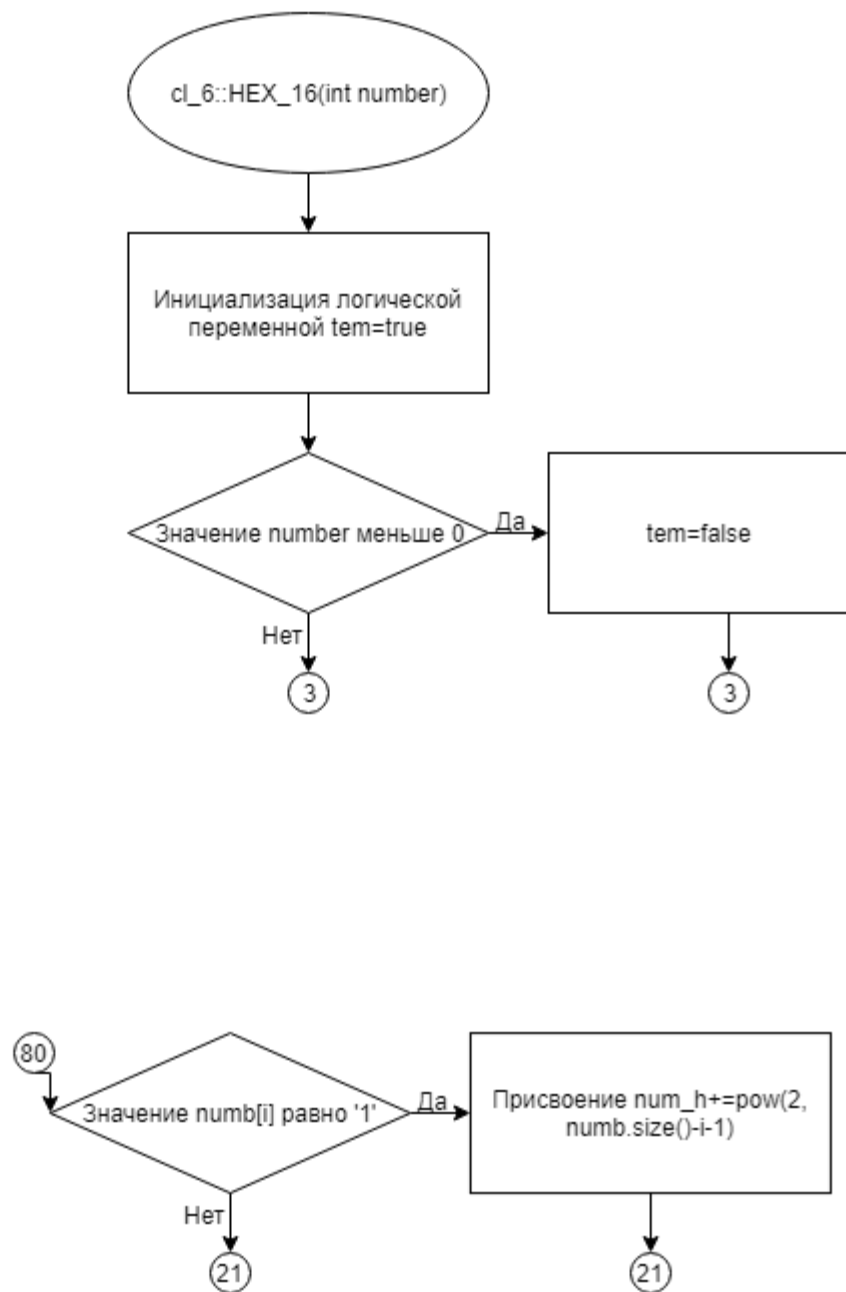 cl_6::HEX_16(int number)
Инициализация логической
переменной tem=true
Значение number меньше 0
Да
tem=false
Нет
3
3
80
Значение numb[i] равно '1'
Да
Присвоение num_h+=pow(2,
numb.size()-i-1)
Нет
21
21